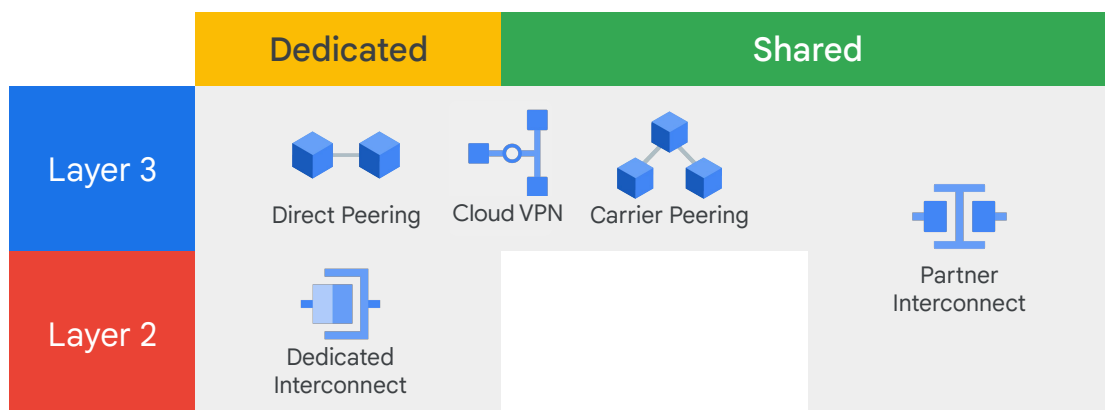 Dedicated
Shared
Layer 3
Direct Peering
Cloud VPN
Carrier Peering
Partner
Interconnect
Layer 2
Dedicated
Interconnect